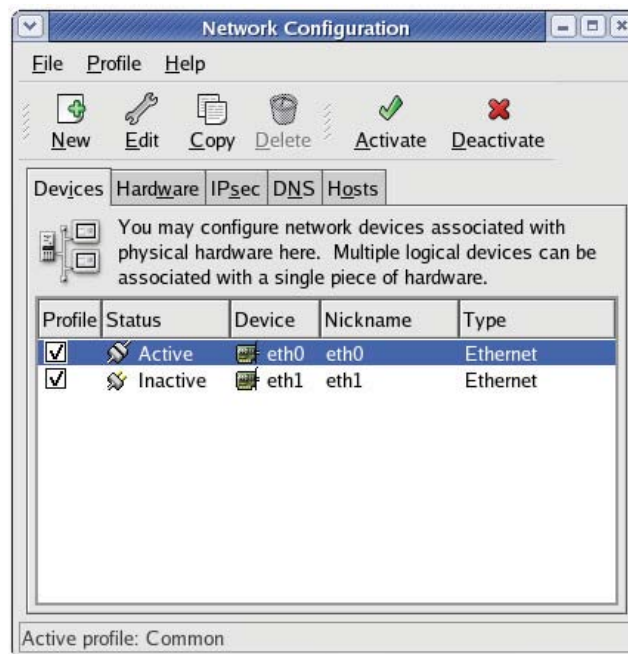 Network Configuration
File Profile Help
New Edit Copy Delete Activate Deactivate
Devices Hardware IPsec DNS Hosts
You may configure network devices associated with
physical hardware here. Multiple logical devices can be
associated with a single piece of hardware.
Profile Status Device Nickname Type
Active eth0 eth0 Ethernet
Inactive eth1 eth1 Ethernet
Active profile: Common